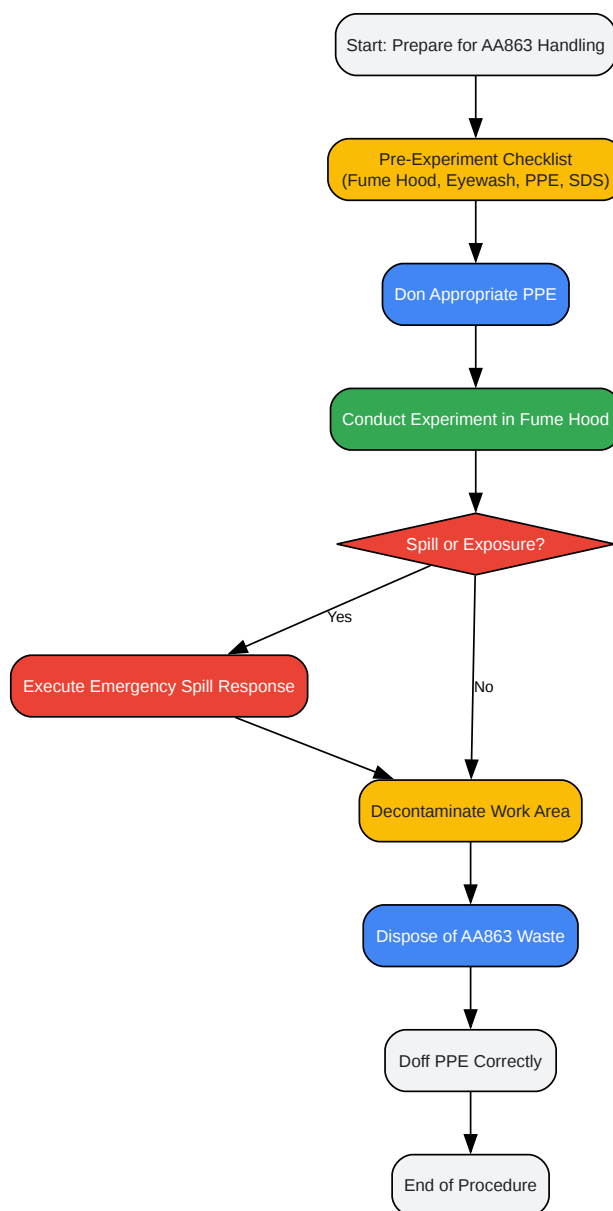 Start: Prepare for AA863 Handling
Pre-Experiment Checklist
(Fume Hood, Eyewash, PPE, SDS)
Don Appropriate PPE
Conduct Experiment in Fume Hood
Spill or Exposure?
Yes
Execute Emergency Spill Response
No
Decontaminate Work Area
Dispose of AA863 Waste
Doff PPE Correctly
End of Procedure